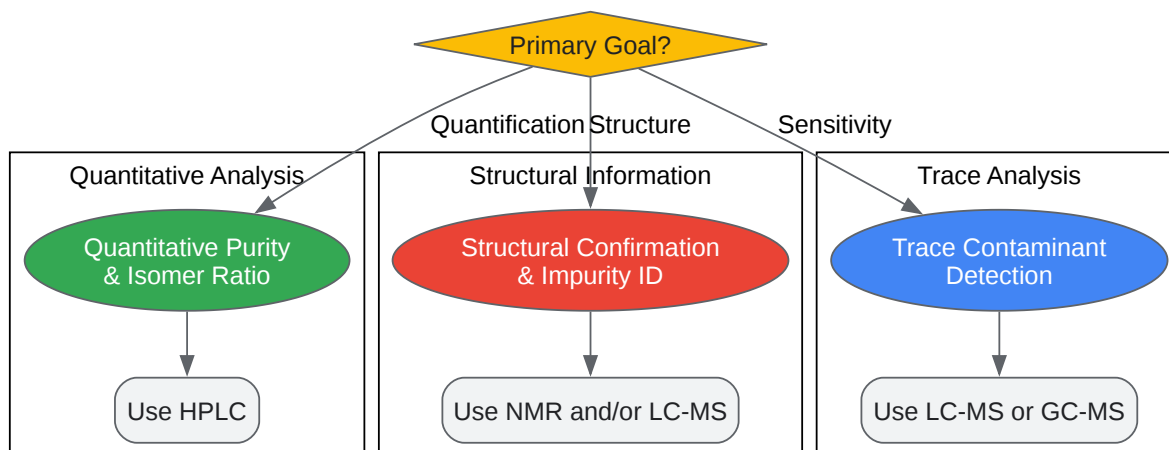 Primary Goal?
Quantification
Structure
Sensitivity
Quantitative Analysis
Structural Information
Trace Analysis
Quantitative Purity
& Isomer Ratio
Structural Confirmation
& Impurity ID
Trace Contaminant
Detection
Use HPLC
Use NMR and/or LC-MS
Use LC-MS or GC-MS